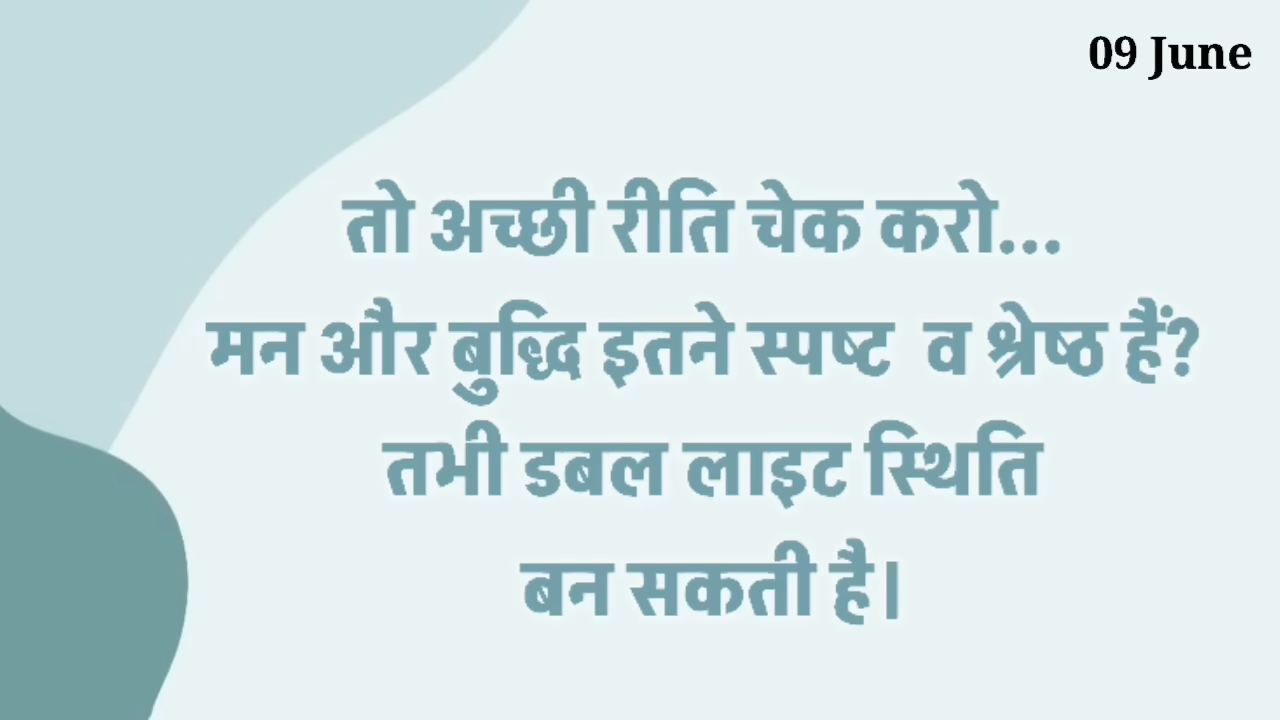 09 June
तो अच्छी रीति चेक करो...
मन और बुद्धि इतने स्पष्ट व श्रेष्ठ हैं?
तभी डबल लाइट स्थिति
बन सकती है।